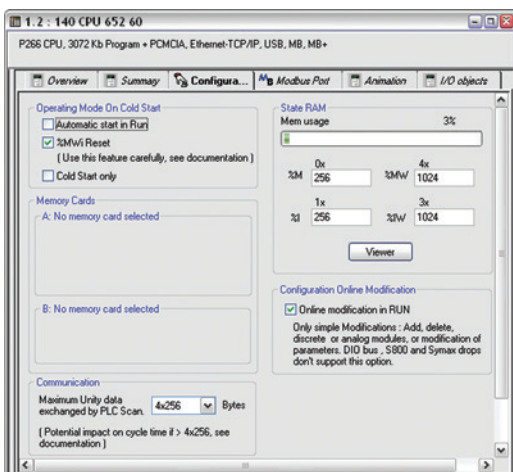 1.2 : 140 CPU 652 60
P266 CPU, 3072 Kb Program + PCMCIA, Ethernet-TCP/IP, USB, MB, MB+
Overview
Summary
Configura...
MB Modbus Port
Animation
I/O objects
Operating Mode On Cold Start
Automatic start in Run
%MWi Reset
( Use this feature carefully, see documentation )
Cold Start only
Memory Cards
A: No memory card selected
B: No memory card selected
Communication
Maximum Unity data
exchanged by PLC Scan.
4x256
Bytes
( Potential impact on cycle time if > 4x256, see
documentation )
State RAM
Mem usage 3%
0x 4x
%M 256 %MW 1024
1x 3x
%I 256 %IW 1024
Viewer
Configuration Online Modification
Online modification in RUN
Only simple Modifications : Add, delete,
discrete or analog modules, or modification of
parameters. DIO bus , S800 and Symax drops
don't support this option.